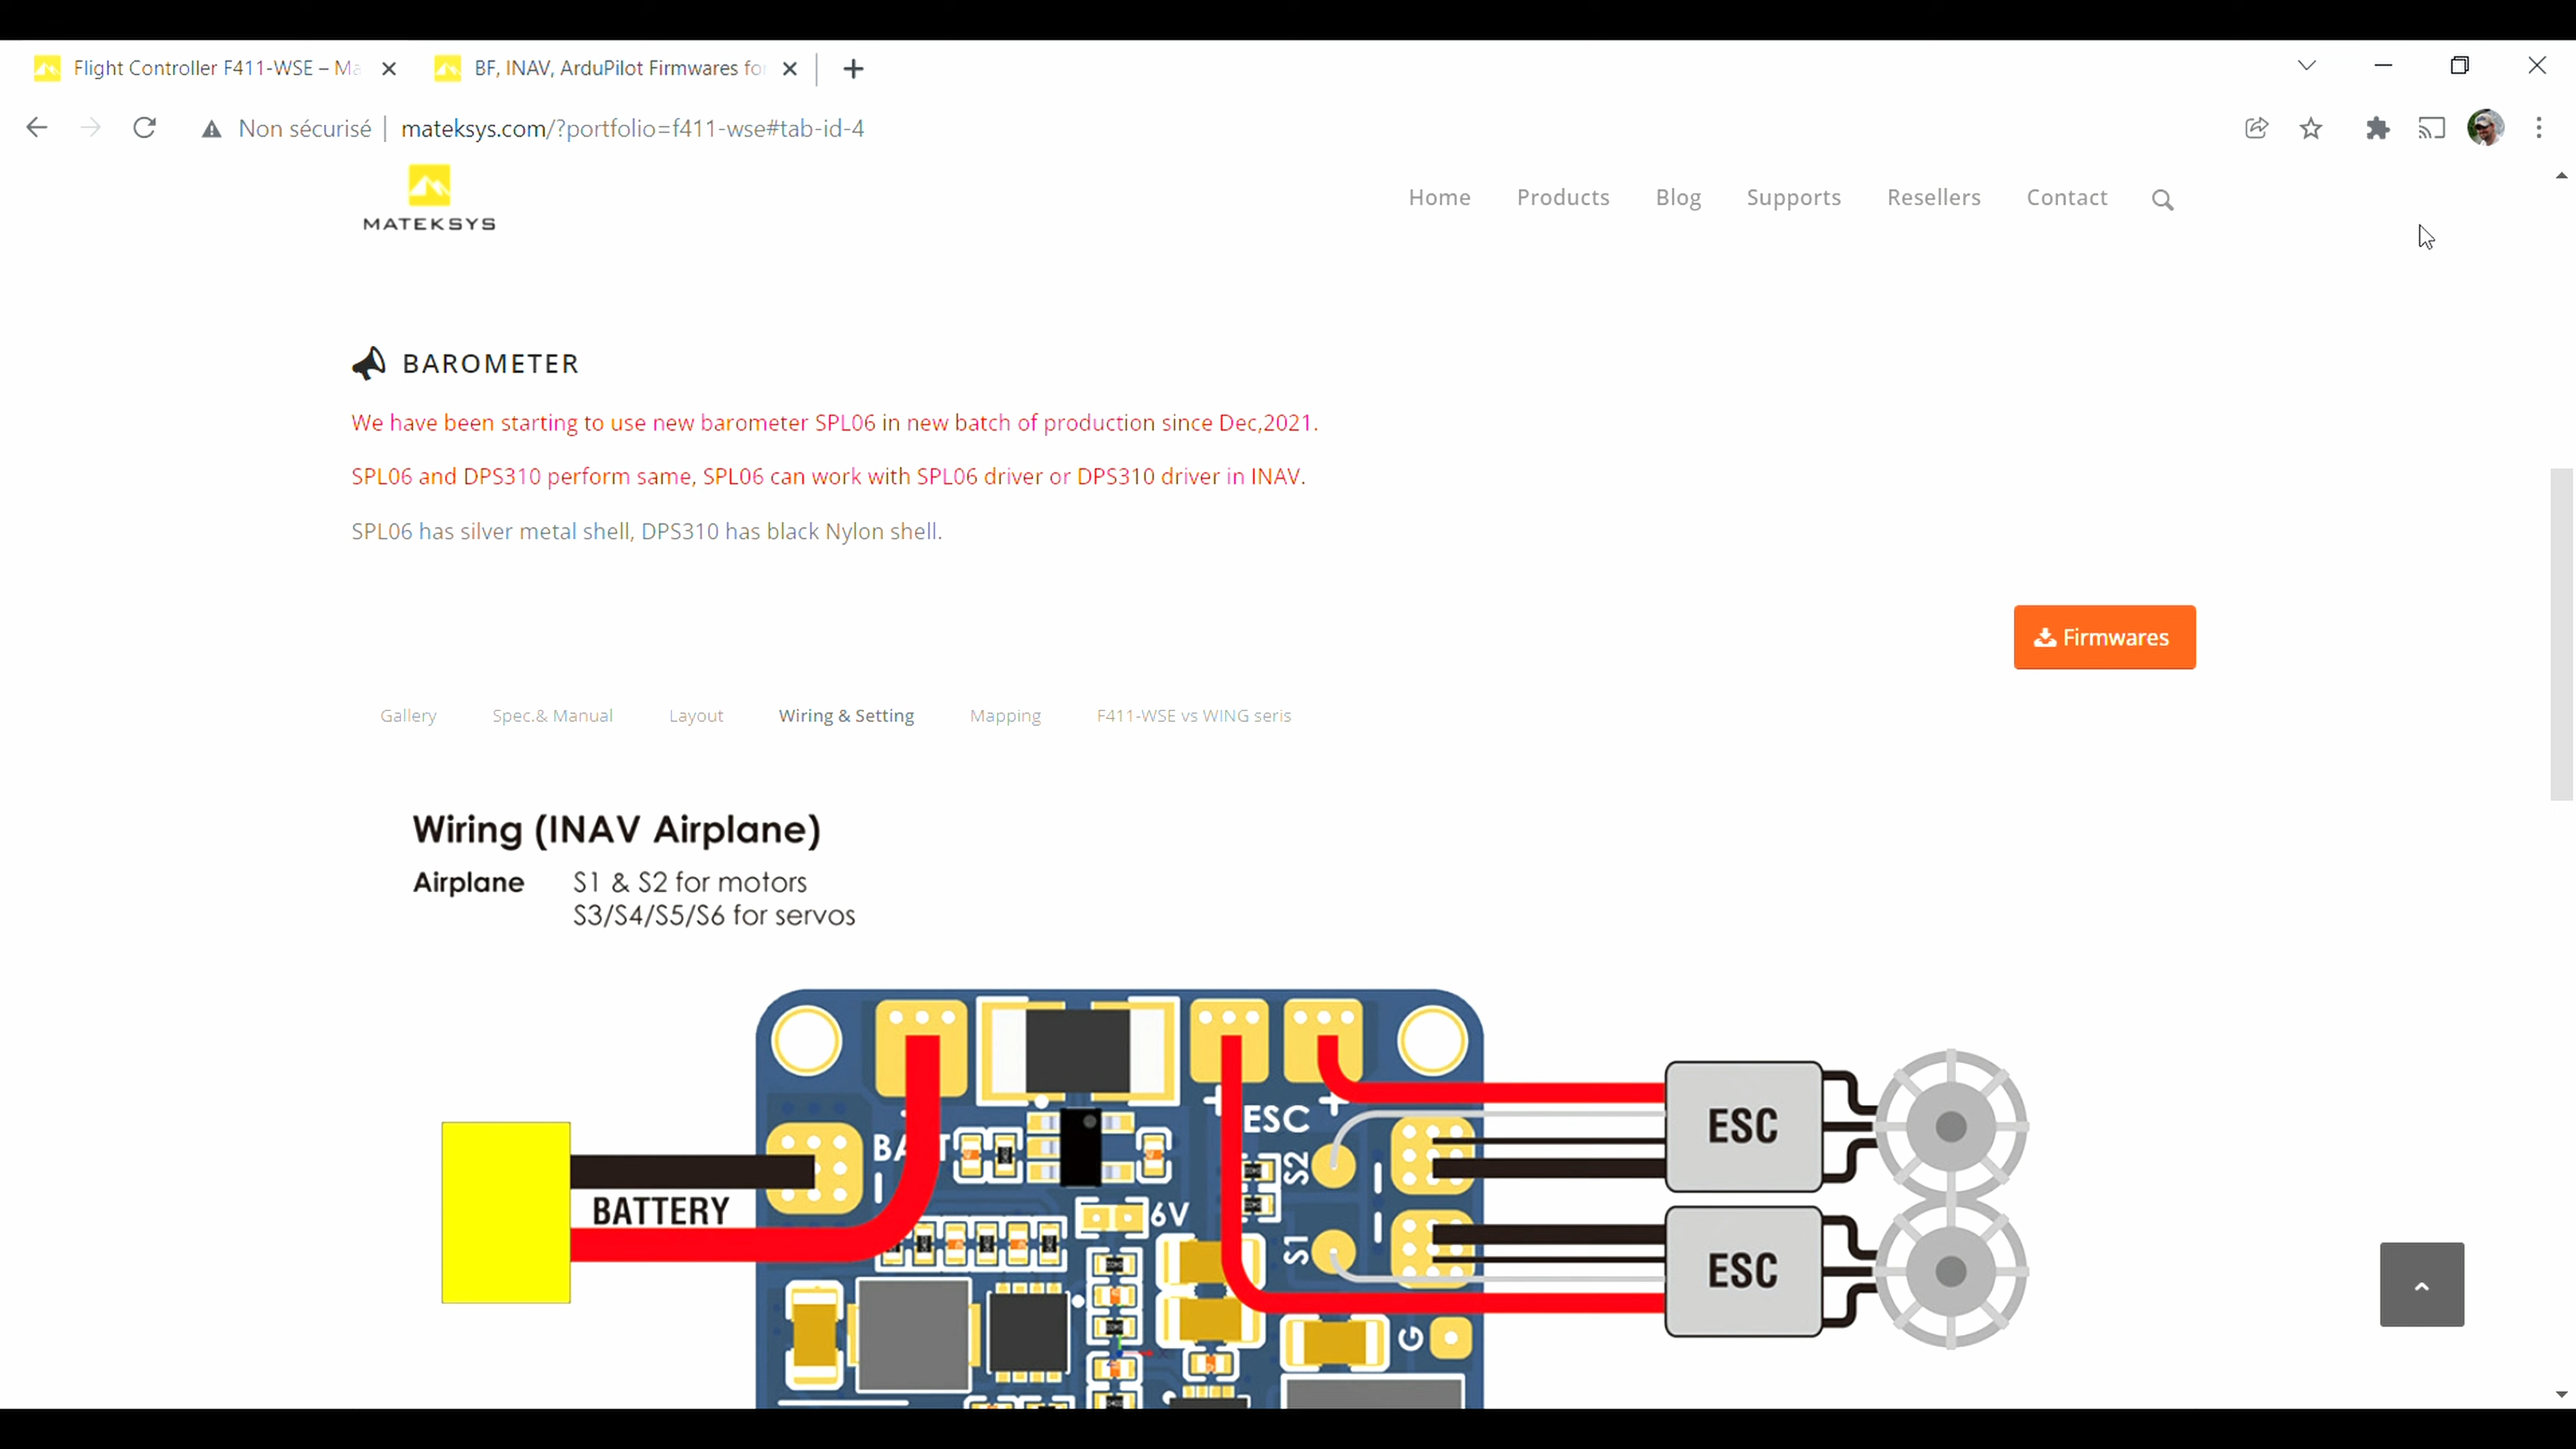 Flight Controller F411-WSE – Ma
BF, INAV, ArduPilot Firmwares fo
Non sécurisé
mateksys.com/?portfolio=f411-wse#tab-id-4
MATEKSYS
Home Products Blog Supports Resellers Contact
BAROMETER
We have been starting to use new barometer SPL06 in new batch of production since Dec,2021.
SPL06 and DPS310 perform same, SPL06 can work with SPL06 driver or DPS310 driver in INAV.
SPL06 has silver metal shell, DPS310 has black Nylon shell.
Firmwares
Gallery Spec.& Manual Layout Wiring & Setting Mapping F411-WSE vs WING seris
Wiring (INAV Airplane)
Airplane S1 & S2 for motors
S3/S4/S5/S6 for servos
+ +
ESC
ESC
S2
BATTERY
6V
S1
ESC
G